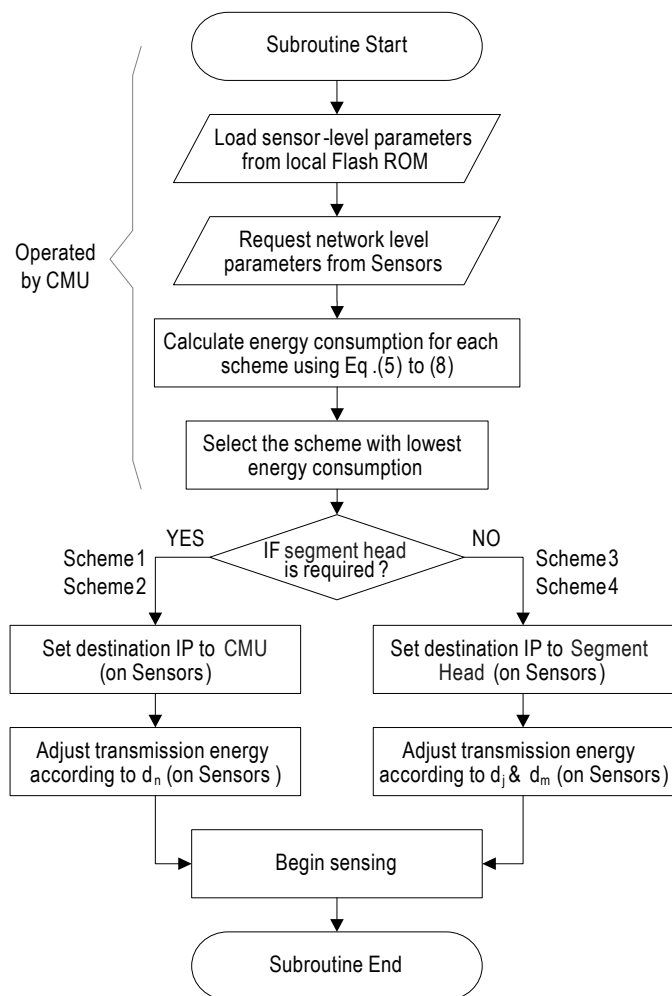 Subroutine Start
Load sensor-level parameters
from local Flash ROM
Request network level
parameters from Sensors
Operated
by CMU
Calculate energy consumption for each
scheme using Eq.(5) to (8)
Select the scheme with lowest
energy consumption
YES
NO
IF segment head
is required?
Scheme1
Scheme2
Scheme3
Scheme4
Set destination IP to CMU
(on Sensors)
Set destination IP to Segment
Head (on Sensors)
Adjust transmission energy
according to dn (on Sensors)
Adjust transmission energy
according to dj & dm (on Sensors)
Begin sensing
Subroutine End